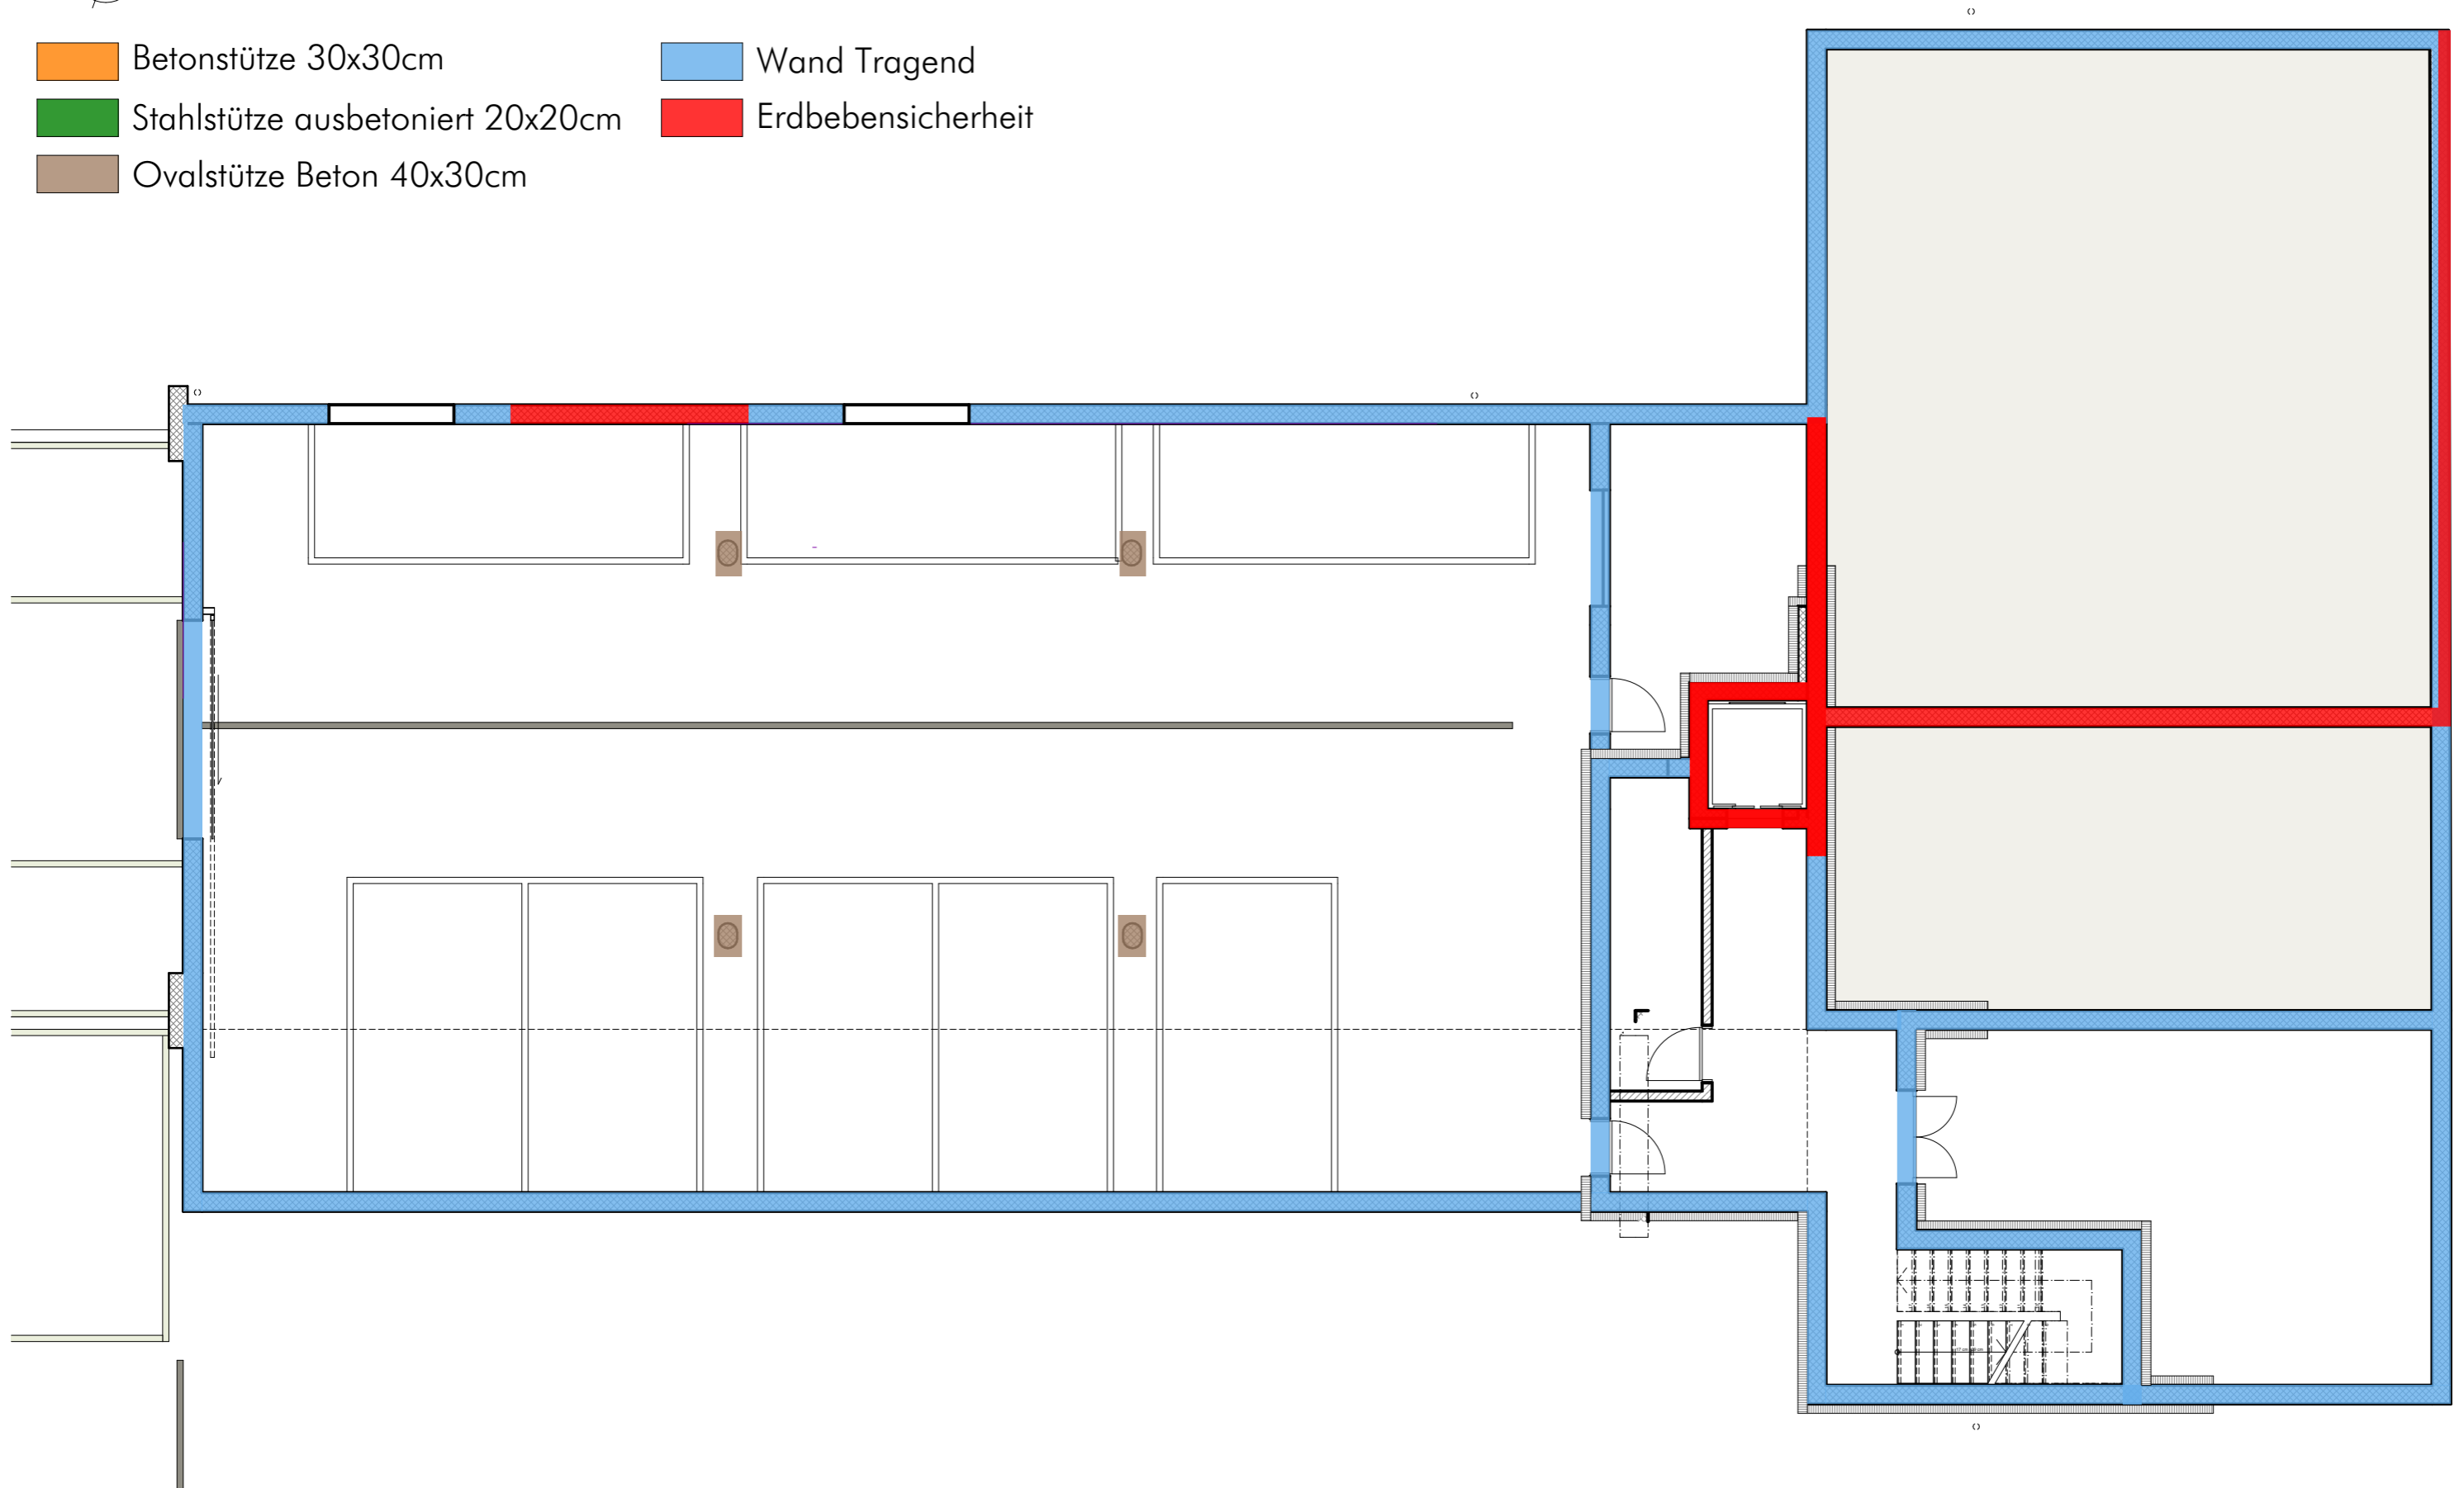 Betonstütze 30x30cm
Stahlstütze ausbetoniert 20x20cm
Ovalstütze Beton 40x30cm
Wand Tragend
Erdbebensicherheit